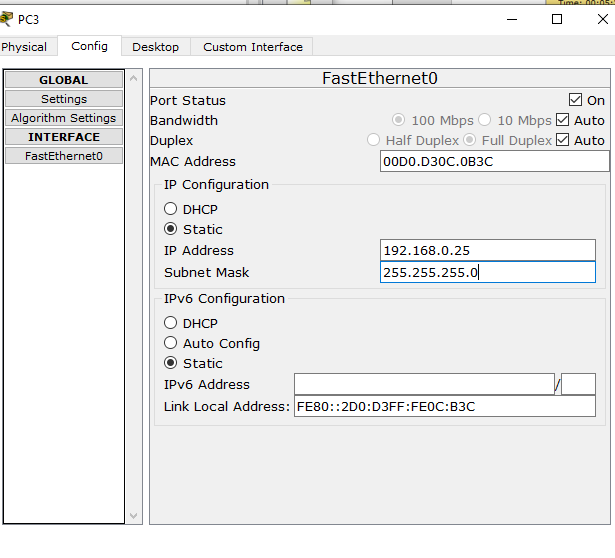 Time: 00:05:
PC3
Physical Config Desktop Custom Interface
GLOBAL
Settings
Algorithm Settings
INTERFACE
FastEthernet0
FastEthernet0
Port Status On
Bandwidth 100 Mbps 10 Mbps Auto
Duplex Half Duplex Full Duplex Auto
MAC Address 00D0.D30C.0B3C
IP Configuration
DHCP
Static
IP Address 192.168.0.25
Subnet Mask 255.255.255.0
IPv6 Configuration
DHCP
Auto Config
Static
IPv6 Address /
Link Local Address: FE80::2D0:D3FF:FE0C:B3C